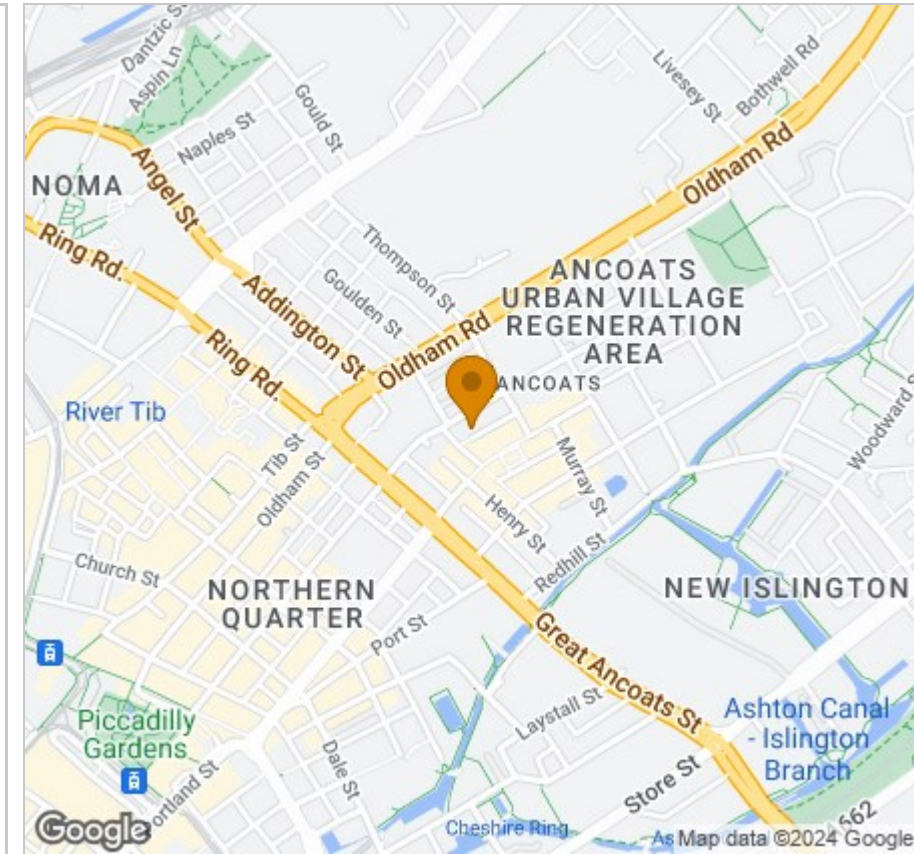 Dantzic St
Aspin Ln
Gould St
Naples St
Livesey St
Bothwell Rd
NOMA
Angel St
Oldham Rd
Ring Rd.
Thompson St
Goulden St
Addington St
ANCOATS
URBAN VILLAGE
REGENERATION
AREA
Ring Rd.
Oldham Rd
ANCOATS
River Tib
Tib St
Oldham St
Murray St
Woodward S
Henry St
Church St
Redhill St
NORTHERN
QUARTER
NEW ISLINGTON
Port St
Great Ancoats St
Laystall St
Piccadilly
Gardens
Ashton Canal
- Islington
Branch
Dale St
Store St
ortland St
Cheshire Ring
Google
As
Map data ©2024 Google
662